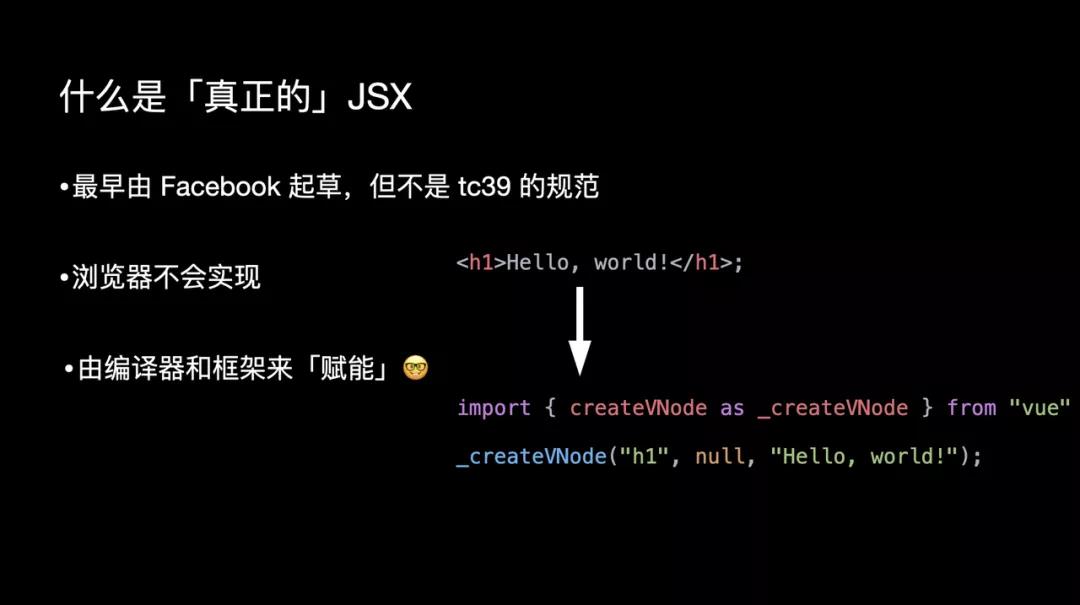 什么是「真正的」JSX
•最早由 Facebook 起草，但不是 tc39 的规范
•浏览器不会实现
<h1>Hello, world!</h1>;
•由编译器和框架来「赋能」🤓
import { createVNode as _createVNode } from "vue"
_createVNode("h1", null, "Hello, world!");